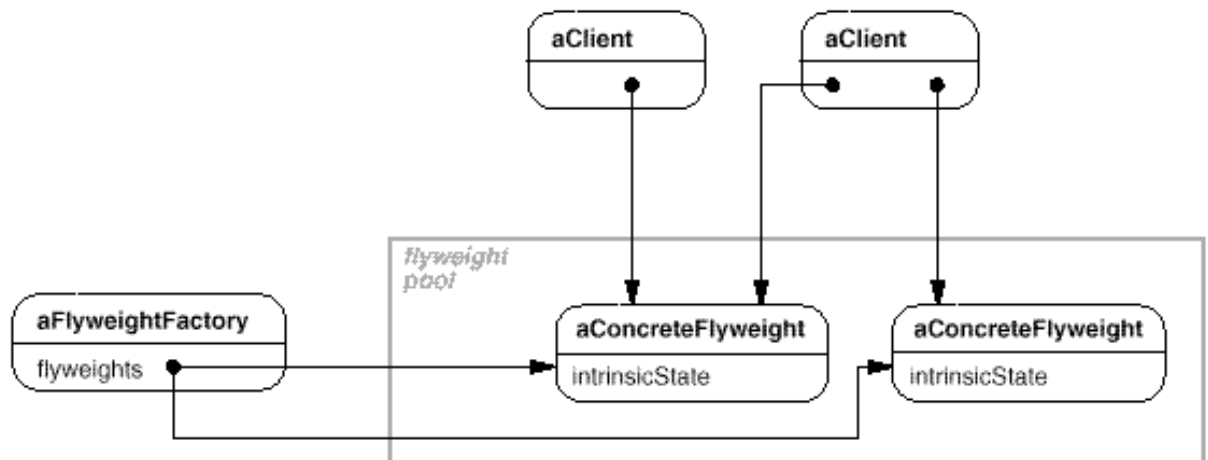 aClient
aClient
flyweight
pool
aFlyweightFactory
flyweights
aConcreteFlyweight
intrinsicState
aConcreteFlyweight
intrinsicState